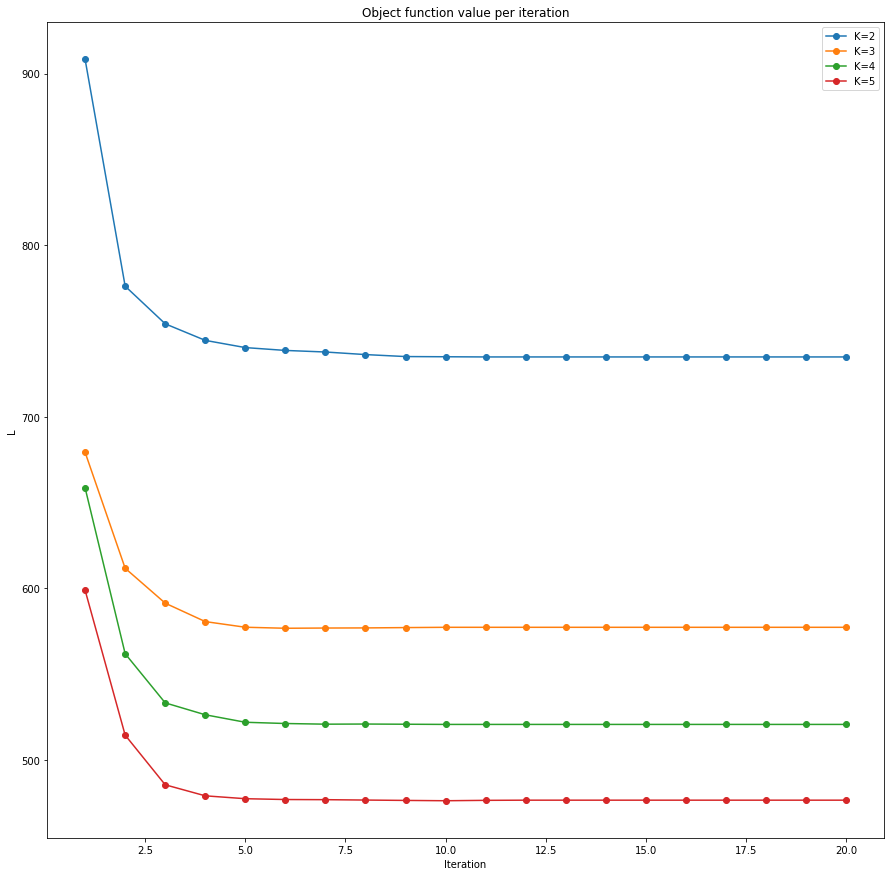 Object function value per iteration
K=2
K=3
K=4
K=5
900
800
700
600
500
L
2.5 5.0 7.5 10.0 12.5 15.0 17.5 20.0
Iteration